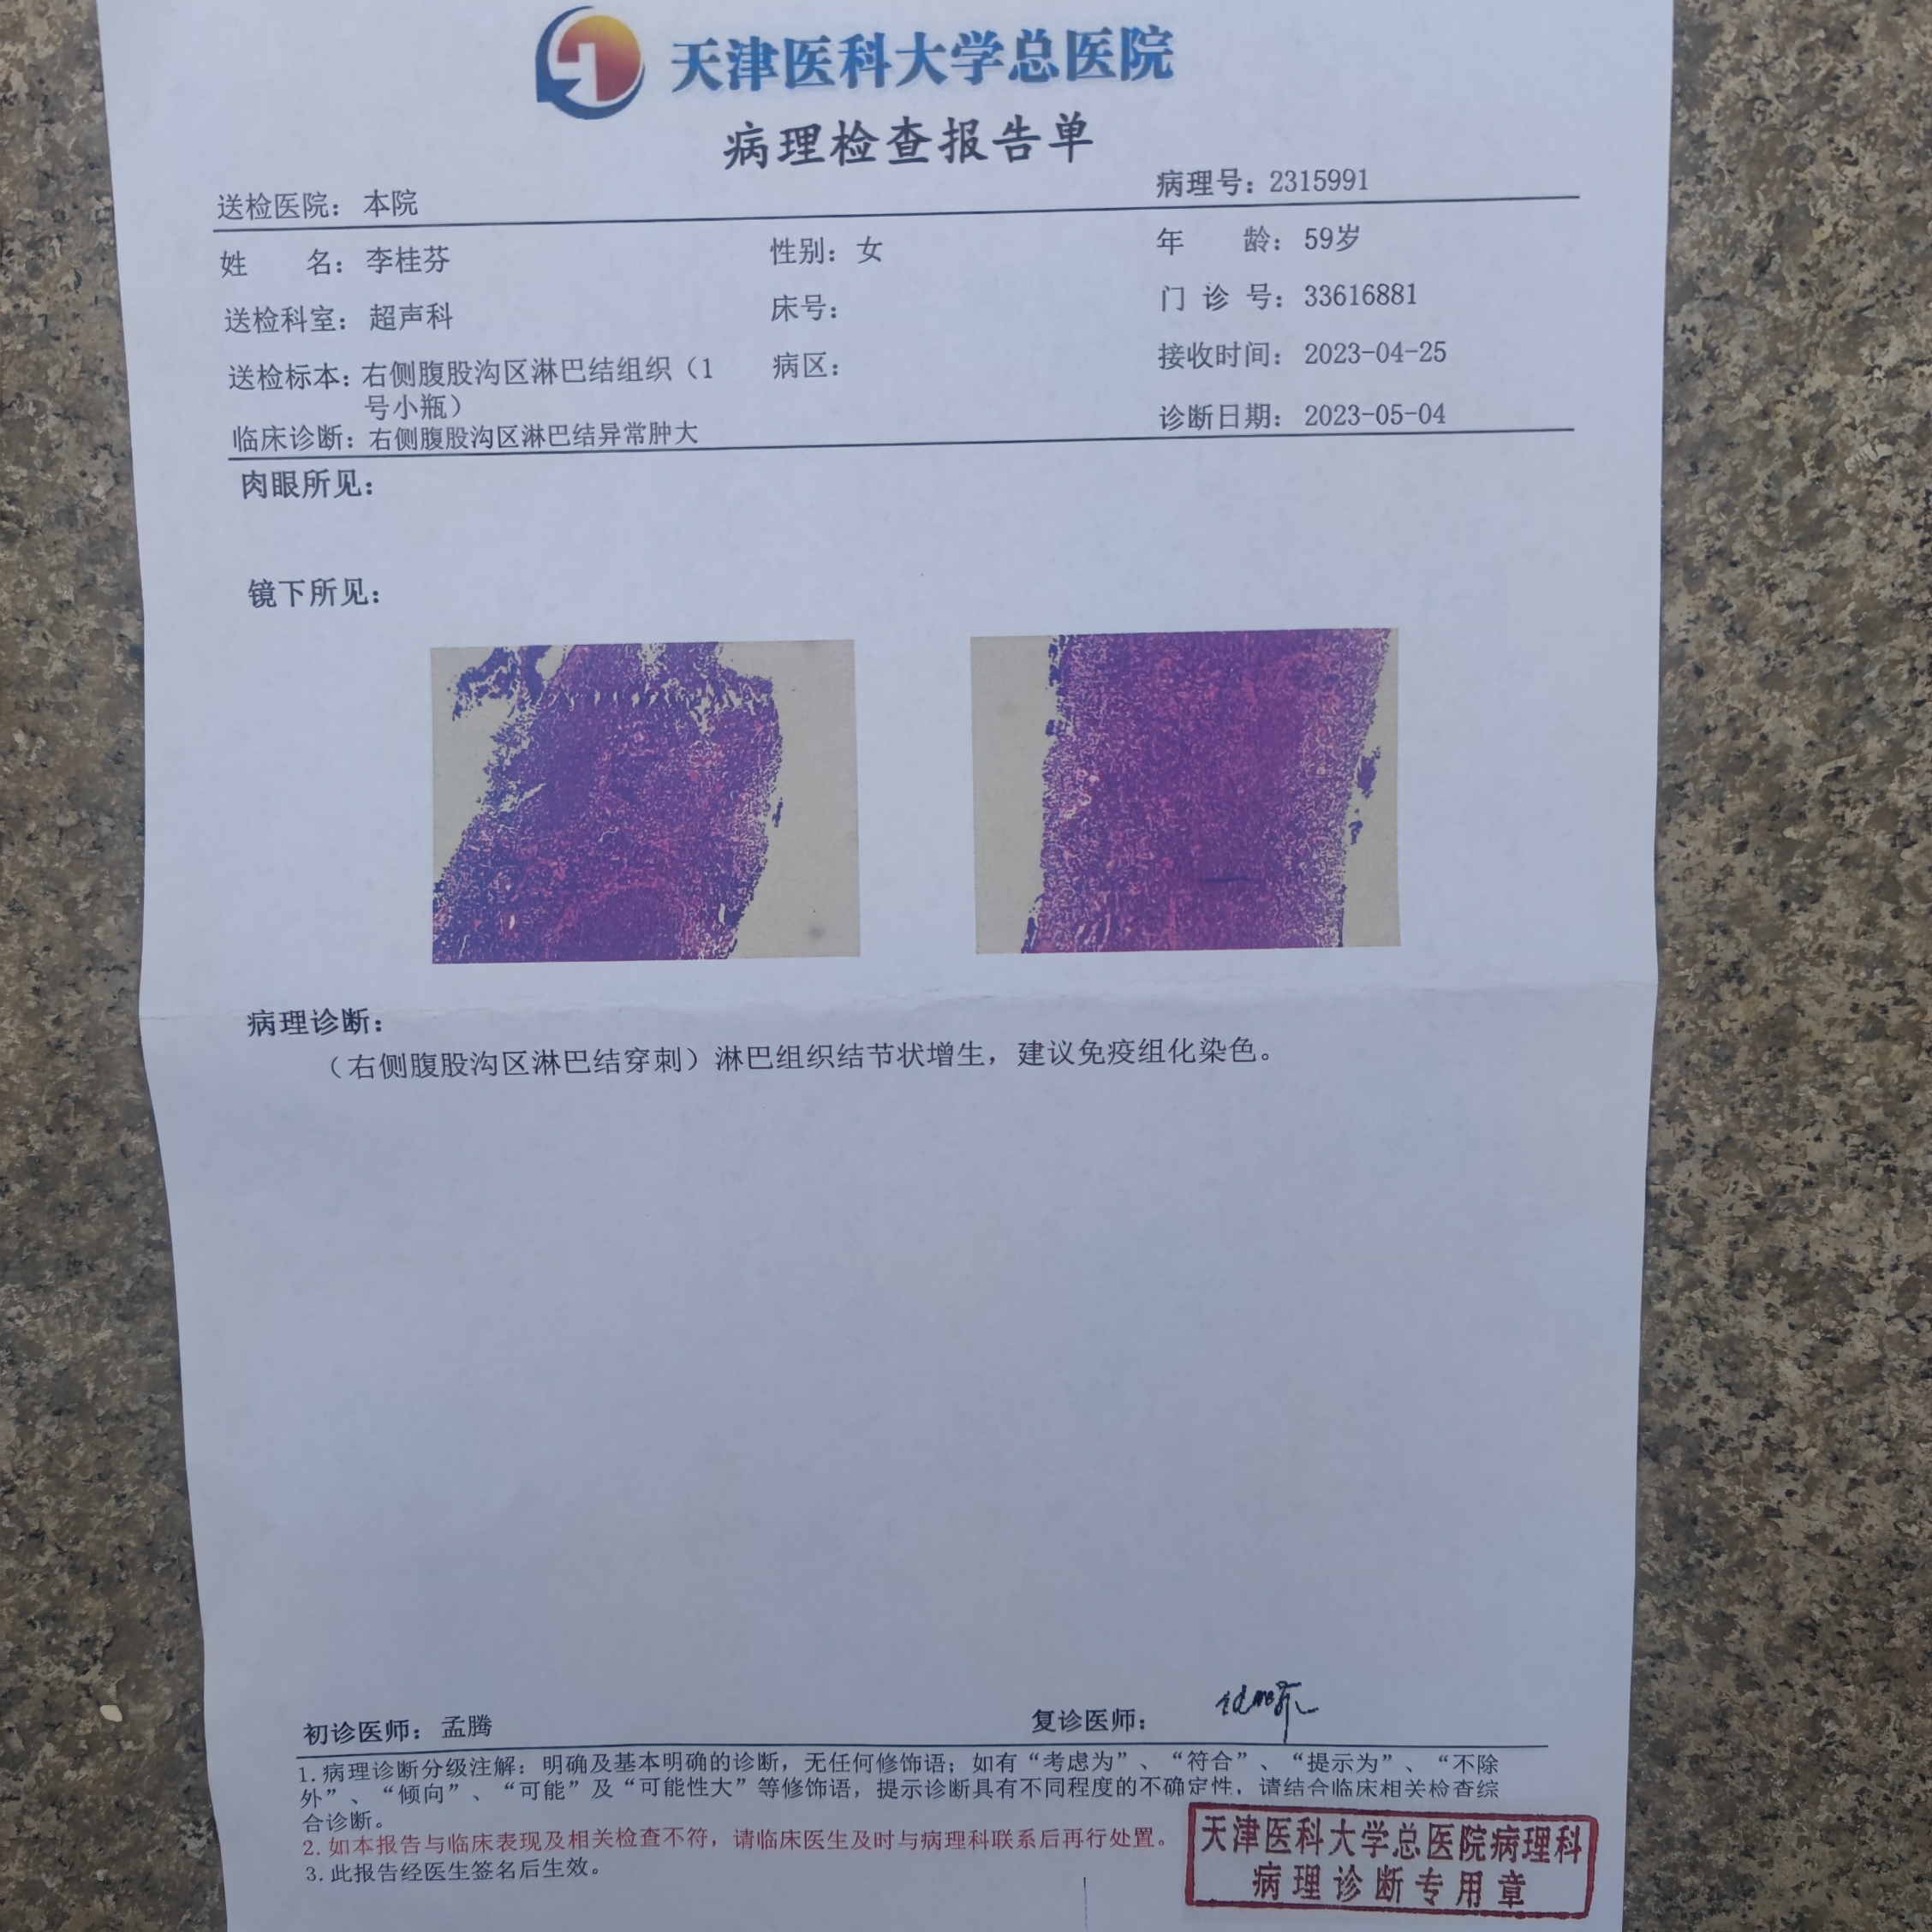 天津医科大学总医院
病理检查报告单
送检医院：本院 病理号：2315991
姓 名：李桂芬 性别：女 年 龄：59岁
送检科室：超声科 床号： 门 诊 号：33616881
送检标本：右侧腹股沟区淋巴结组织（1 病区： 接收时间：2023-04-25
号小瓶）
临床诊断：右侧腹股沟区淋巴结异常肿大 诊断日期：2023-05-04
肉眼所见：
镜下所见：
病理诊断：
（右侧腹股沟区淋巴结穿刺）淋巴组织结节状增生，建议免疫组化染色。
初诊医师：孟腾 复诊医师：
1.病理诊断分级注解：明确及基本明确的诊断，无任何修饰语；如有“考虑为”、“符合”、“提示为”、“不除
外”、“倾向”、“可能”及“可能性大”等修饰语，提示诊断具有不同程度的不确定性，请结合临床相关检查综
合诊断。
2.如本报告与临床表现及相关检查不符，请临床医生及时与病理科联系后再行处置。
3.此报告经医生签名后生效。
天津医科大学总医院病理科
病理诊断专用章